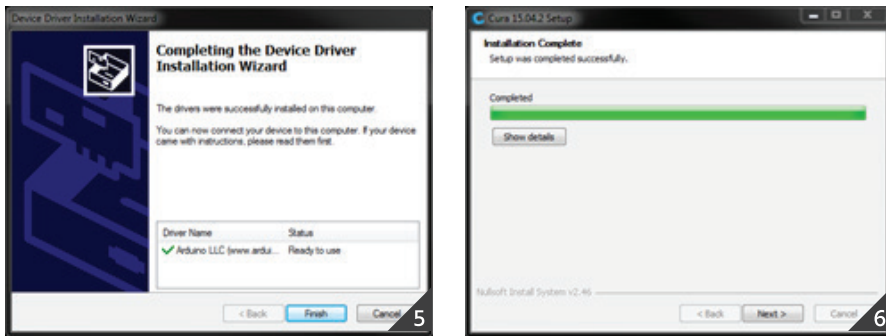 Device Driver Installation Wizard
Completing the Device Driver
Installation Wizard
The drivers were successfully installed on this computer.
You can now connect your device to this computer. If your device
came with instructions, please read them first.
Driver Name Status
Arduino LLC (www.ardui... Ready to use
< Back Finish Cancel
5
Cura 15.04.2 Setup
Installation Complete
Setup was completed successfully.
Completed
Show details
Nullsoft Install System v2.46
< Back Next > Cancel
6